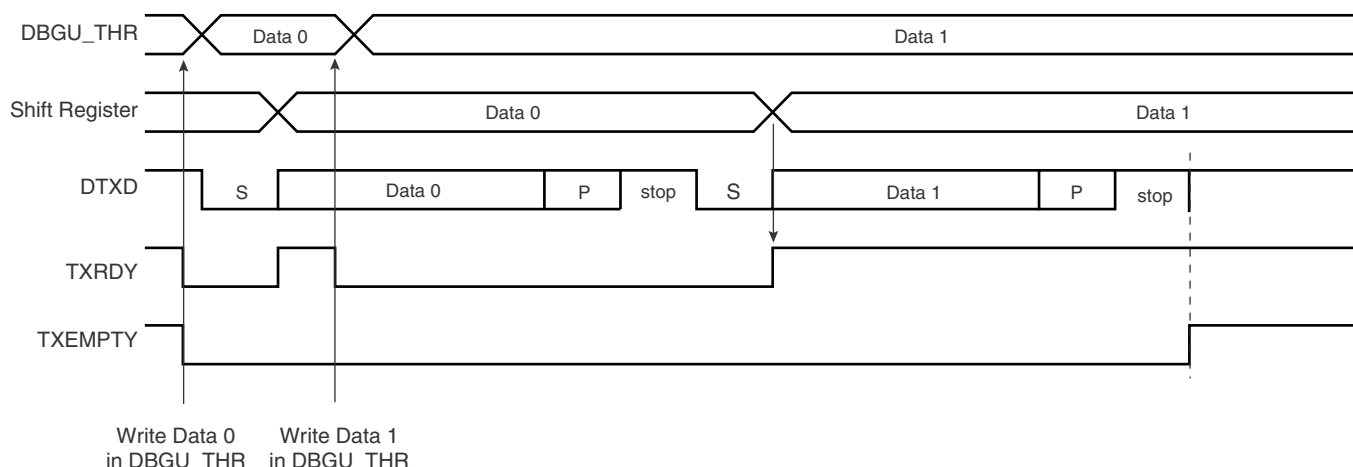 DBGU_THR Data 0 Data 1
Shift Register Data 0 Data 1
DTXD S Data 0 P stop S Data 1 P stop
TXRDY
TXEMPTY
Write Data 0 Write Data 1
in DBGU_THR in DBGU_THR